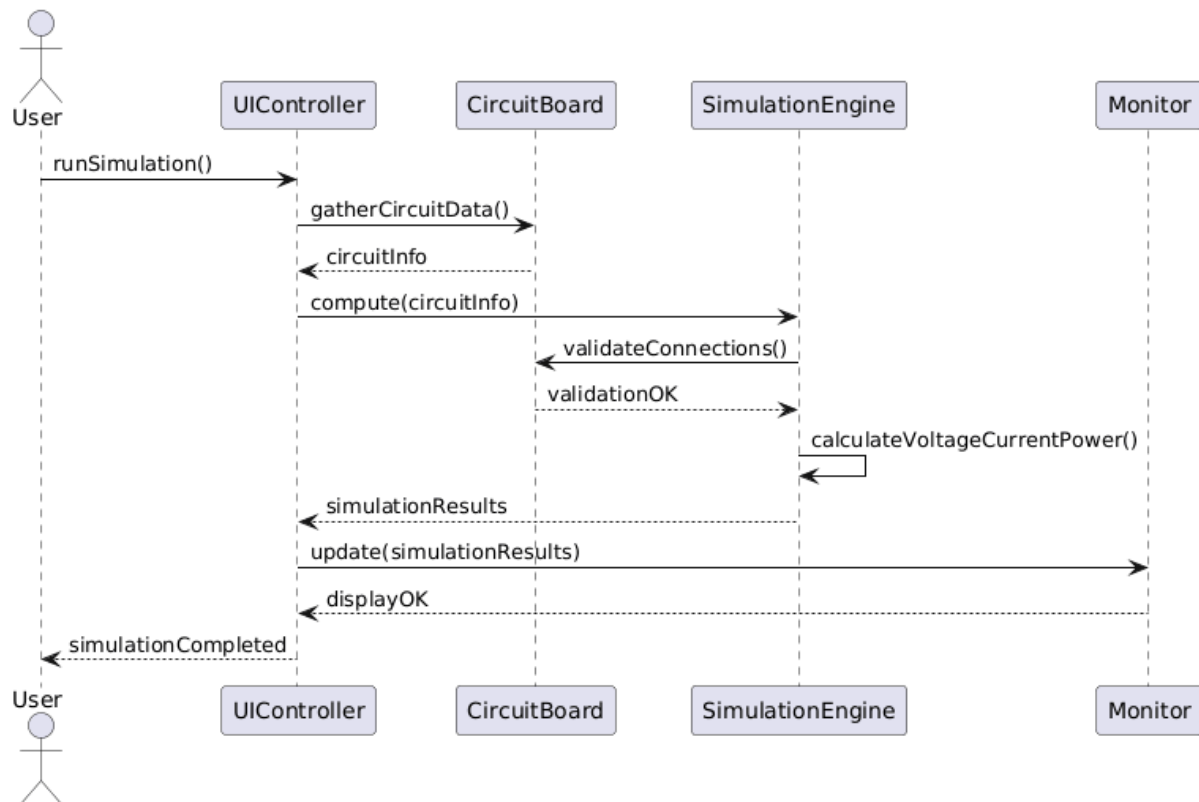 User
UIController
CircuitBoard
SimulationEngine
Monitor
runSimulation()
gatherCircuitData()
circuitInfo
compute(circuitInfo)
validateConnections()
validationOK
calculateVoltageCurrentPower()
simulationResults
update(simulationResults)
displayOK
simulationCompleted
User
UIController
CircuitBoard
SimulationEngine
Monitor